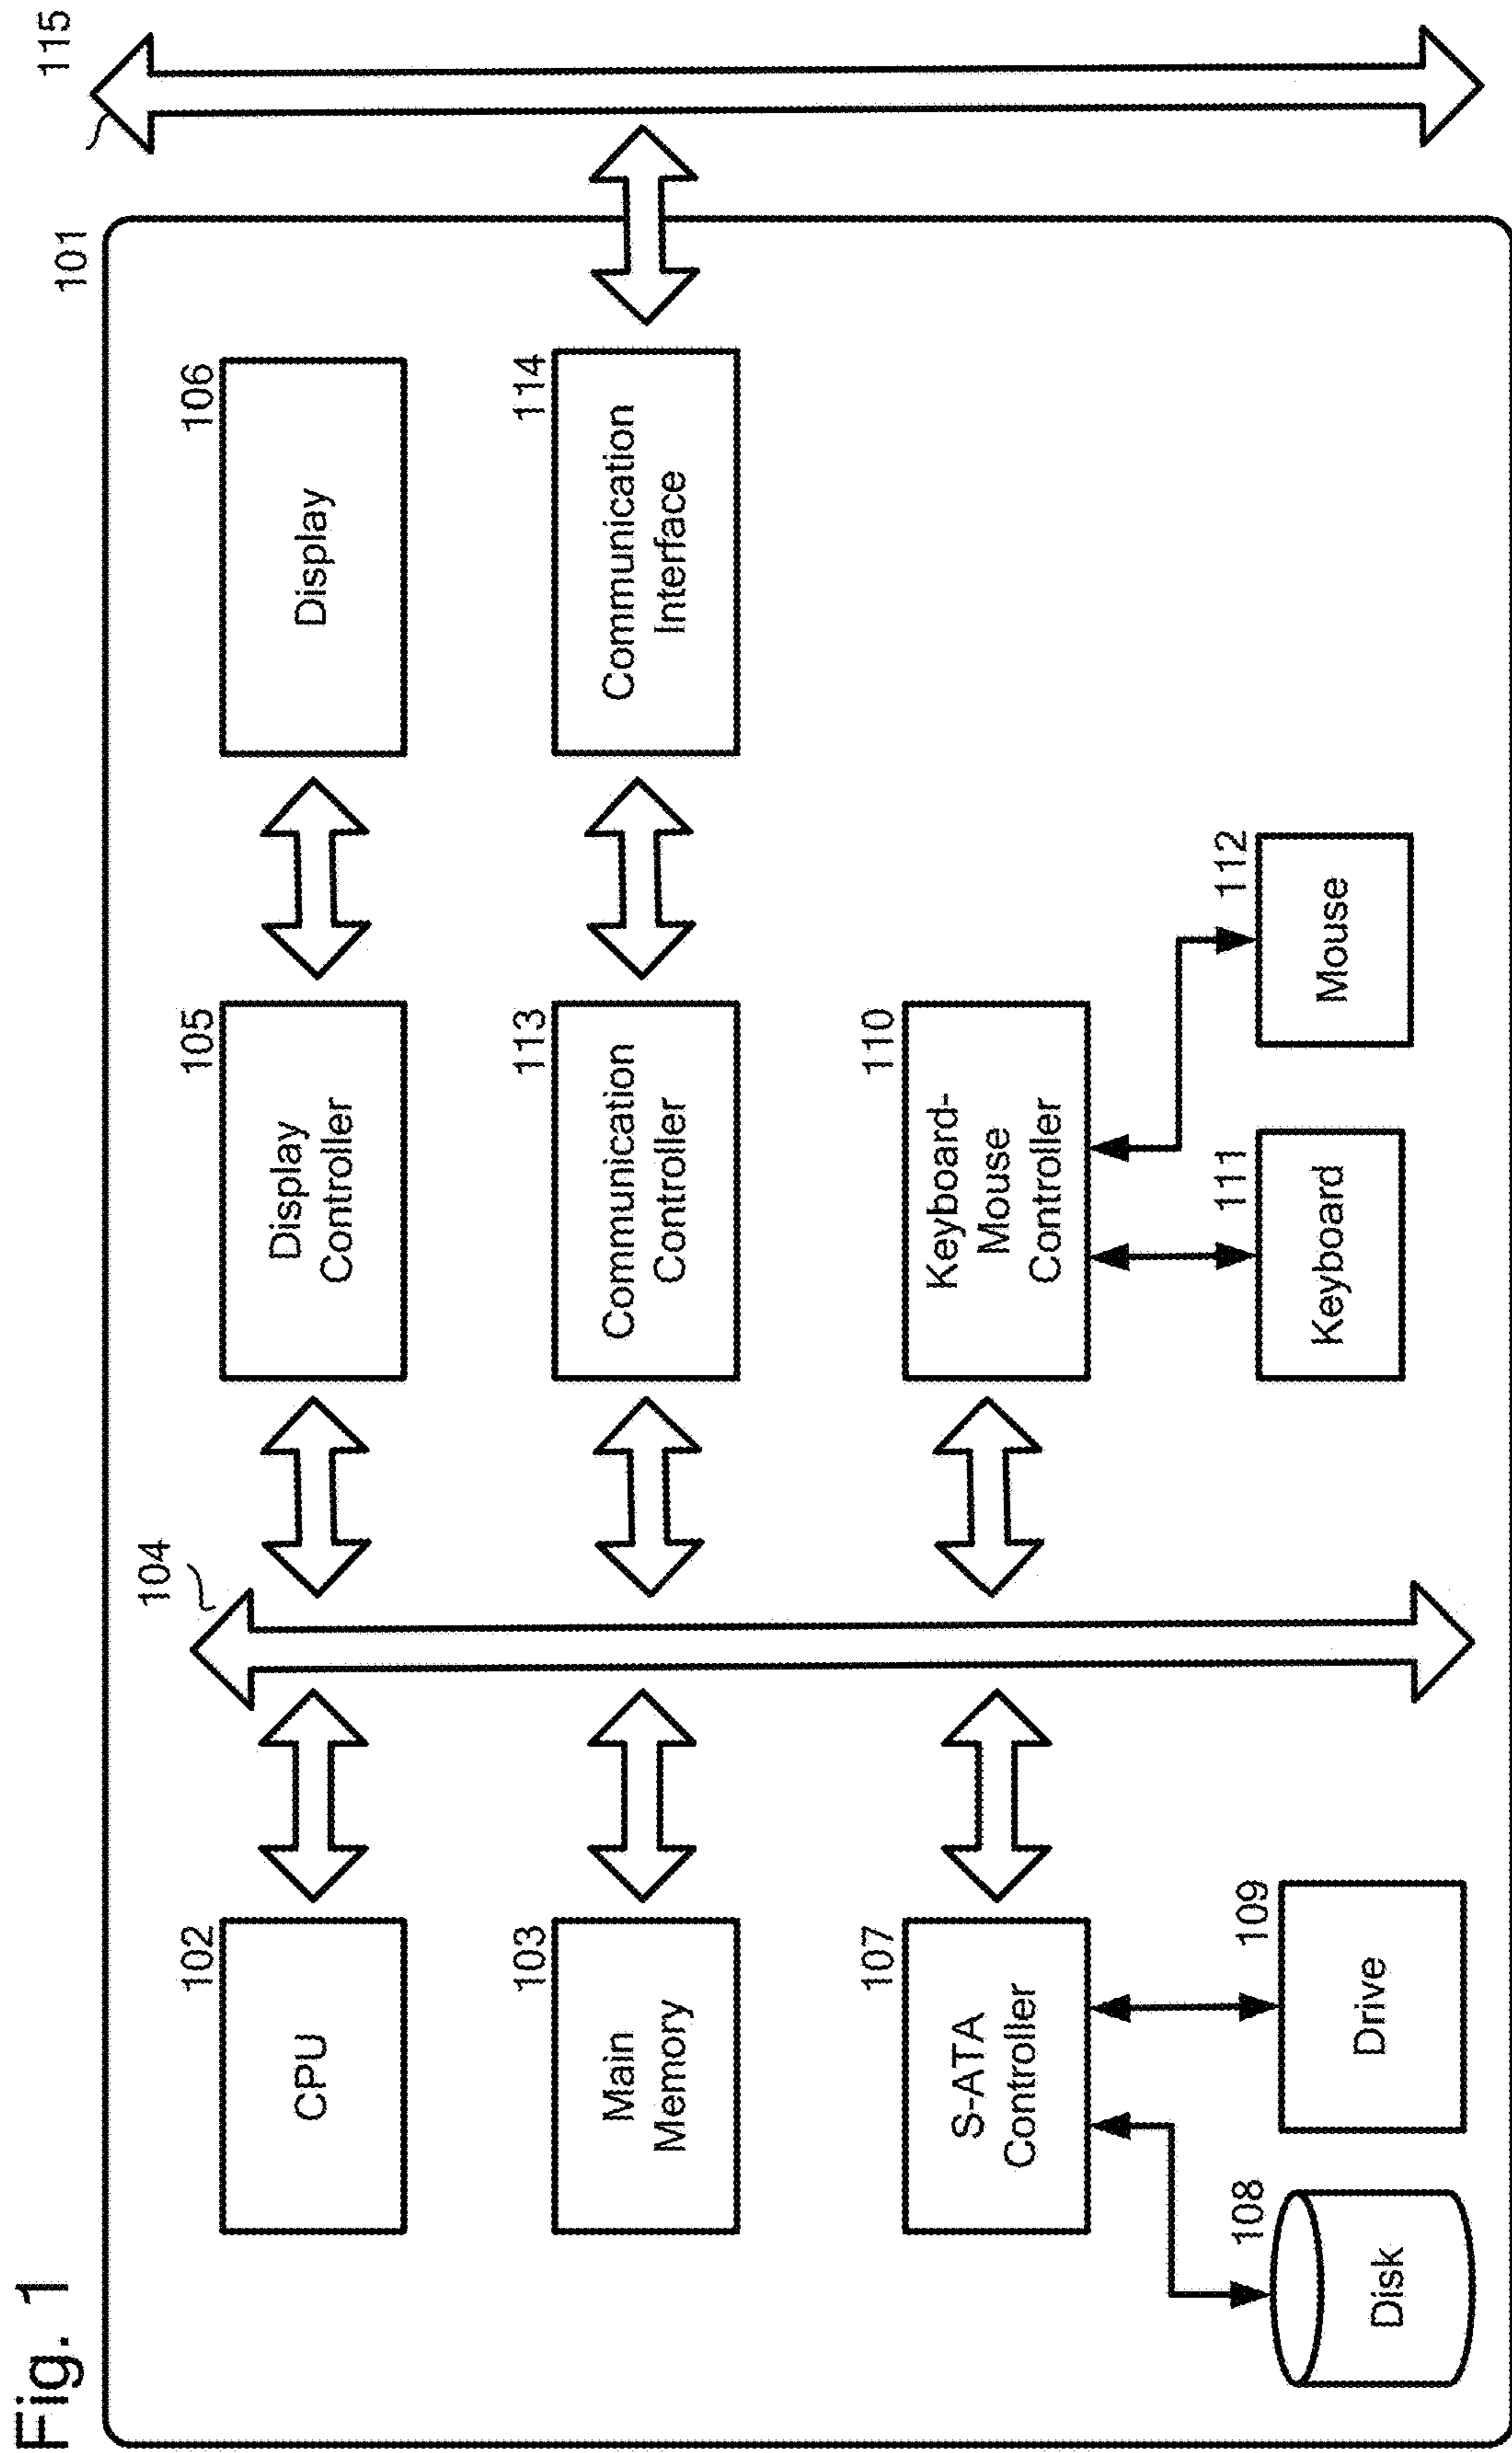 Fig. 1
101
115
102
CPU
104
105
Display
Controller
106
Display
103
Main
Memory
113
Communication
Controller
114
Communication
Interface
107
S-ATA
Controller
110
Keyboard-
Mouse
Controller
108
Disk
109
Drive
111
Keyboard
112
Mouse